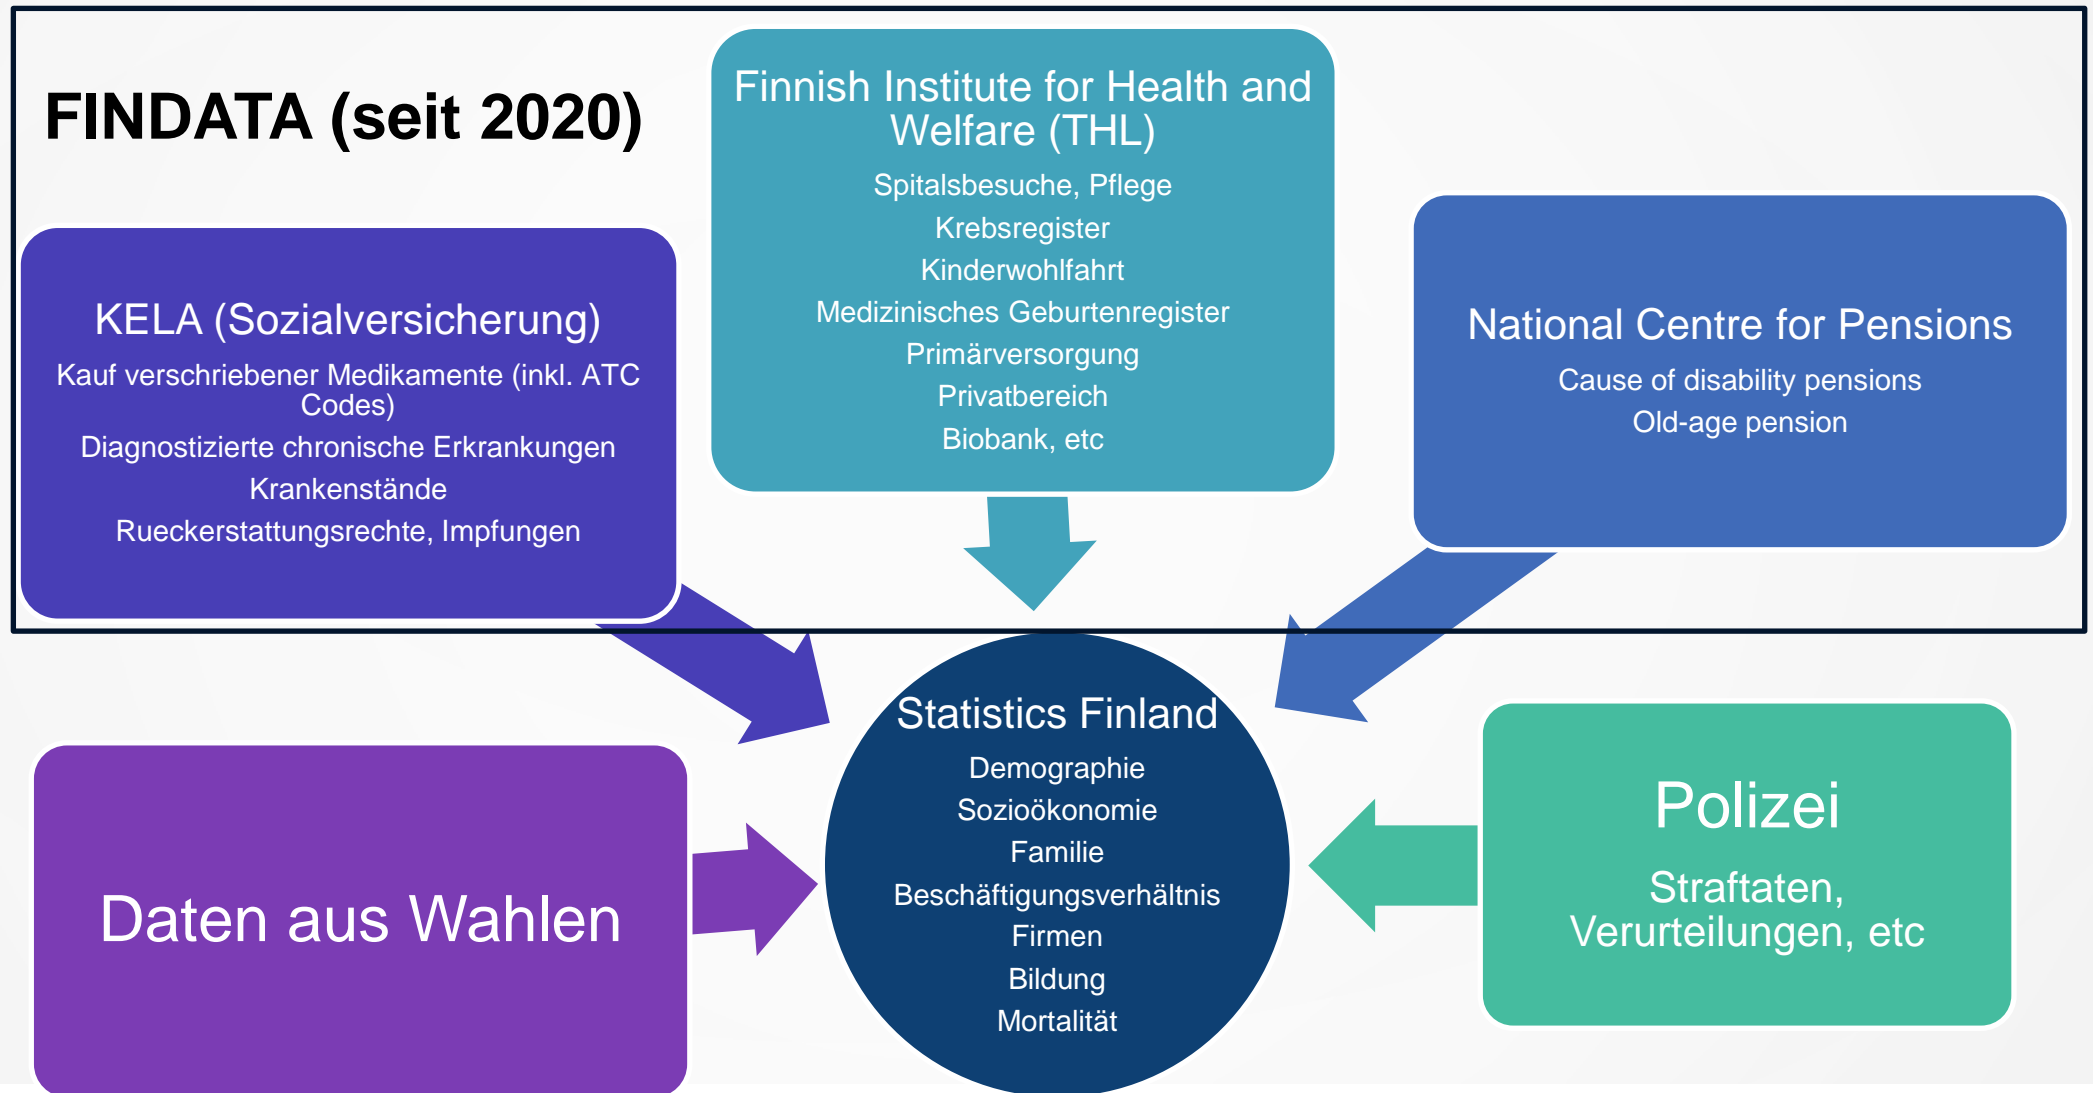 FINDATA (seit 2020)
Finnish Institute for Health and
Welfare (THL)
Spitalsbesuche, Pflege
Krebsregister
Kinderwohlfahrt
Medizinisches Geburtenregister
Primärversorgung
Privatbereich
Biobank, etc
KELA (Sozialversicherung)
Kauf verschriebener Medikamente (inkl. ATC
Codes)
Diagnostizierte chronische Erkrankungen
Krankenstände
Rueckerstattungsrechte, Impfungen
National Centre for Pensions
Cause of disability pensions
Old-age pension
Statistics Finland
Demographie
Sozioökonomie
Familie
Beschäftigungsverhältnis
Firmen
Bildung
Mortalität
Daten aus Wahlen
Polizei
Straftaten,
Verurteilungen, etc